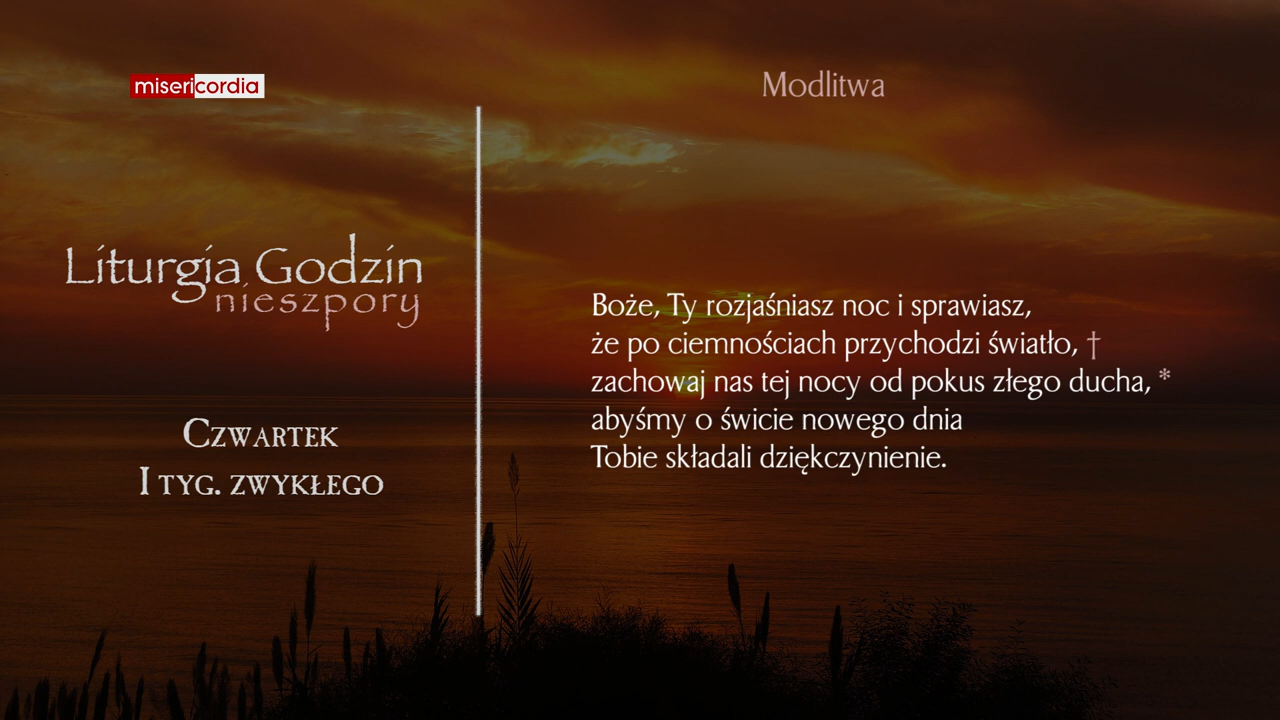 misericordia
Modlitwa
Liturgia Godzin
nieszpory
Boże, Ty rozjaśniasz noc i sprawiasz,
że po ciemnościach przychodzi światło, †
zachowaj nas tej nocy od pokus złego ducha, *
abyśmy o świcie nowego dnia
Tobie składali dziękczynienie.
Czwartek
I tyg. zwykłego